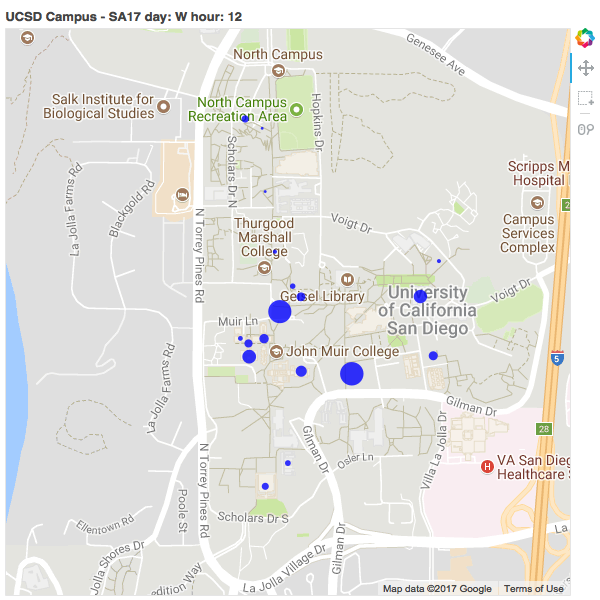 UCSD Campus - SA17 day: W hour: 12
Genesee Ave
North Campus
Salk Institute for
Biological Studies
North Campus
Recreation Area
Hopkins Dr
Scholars Dr N
La Jolla Farms Rd
Blackgold Rd
Scripps M
Hospital
2
Campus
Services
Complex
N Torrey Pines Rd
Thurgood
Marshall
College
Voigt Dr
Voigt Dr
Geisel Library
University
of California
San Diego
Muir Ln
John Muir College
5
La Jolla Farms Rd
Gilman Dr
28
Gilman Dr
Villa La Jolla Dr
Osler Ln
VA San Dieg
Healthcare S
N Torrey Pines Rd
Poole St
Ellentown Rd
Scholars Dr S
La Jolla Shores Dr
Gilman Dr
La
La Jolla Village Dr
edition Way
Map data ©2017 Google
Terms of Use